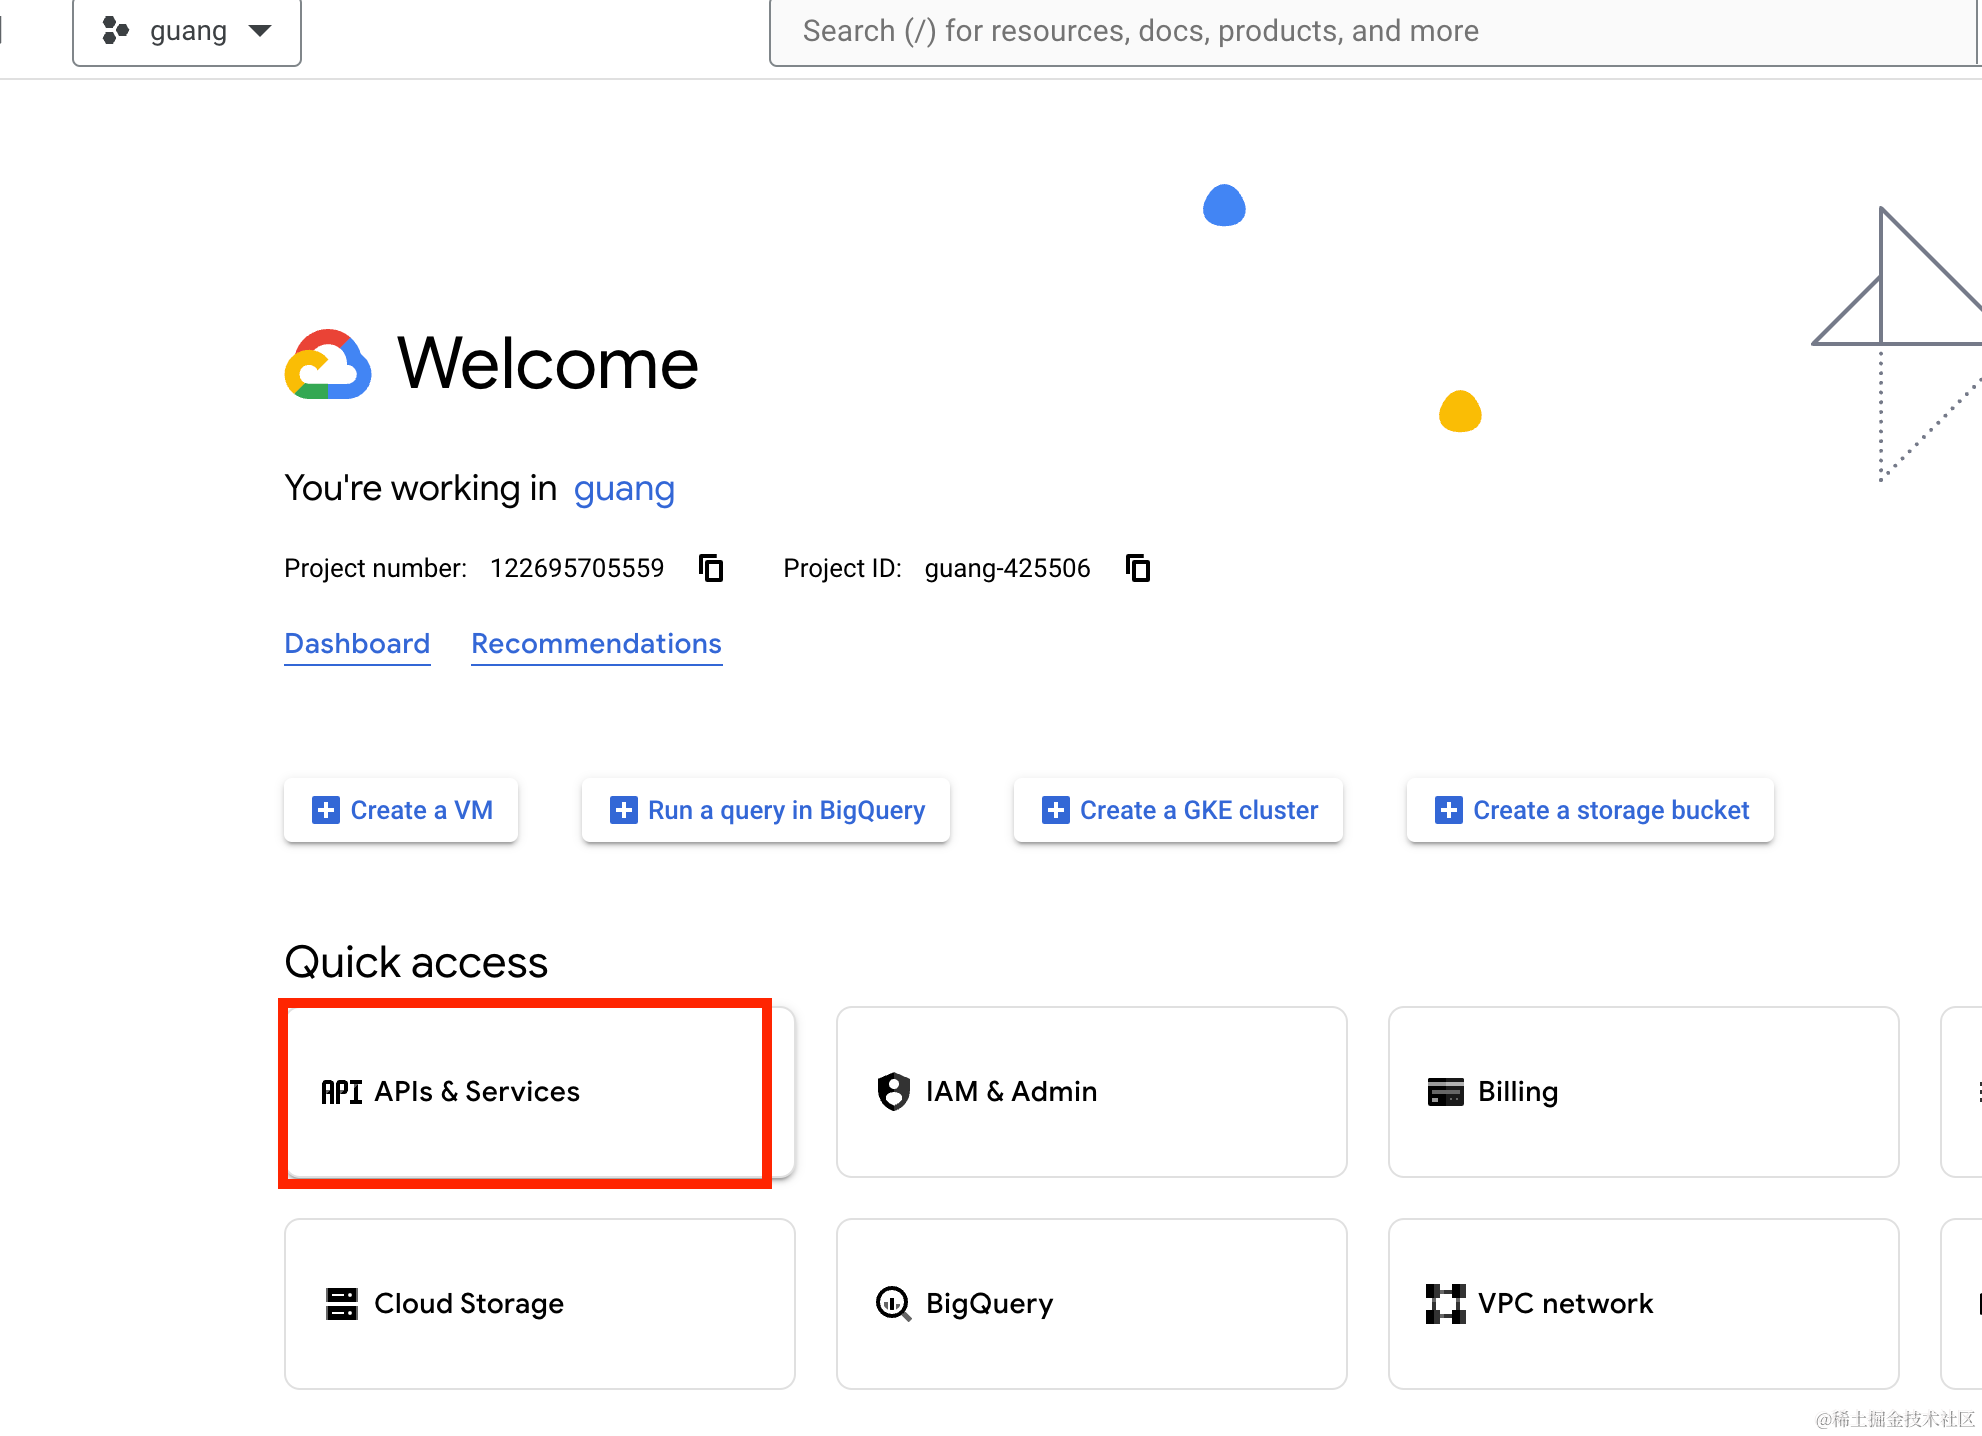 guang
Search (/) for resources, docs, products, and more
Welcome
You're working in guang
Project number: 122695705559 Project ID: guang-425506
Dashboard Recommendations
Create a VM Run a query in BigQuery Create a GKE cluster Create a storage bucket
Quick access
API APIs & Services IAM & Admin Billing
Cloud Storage BigQuery VPC network
@稀土掘金技术社区